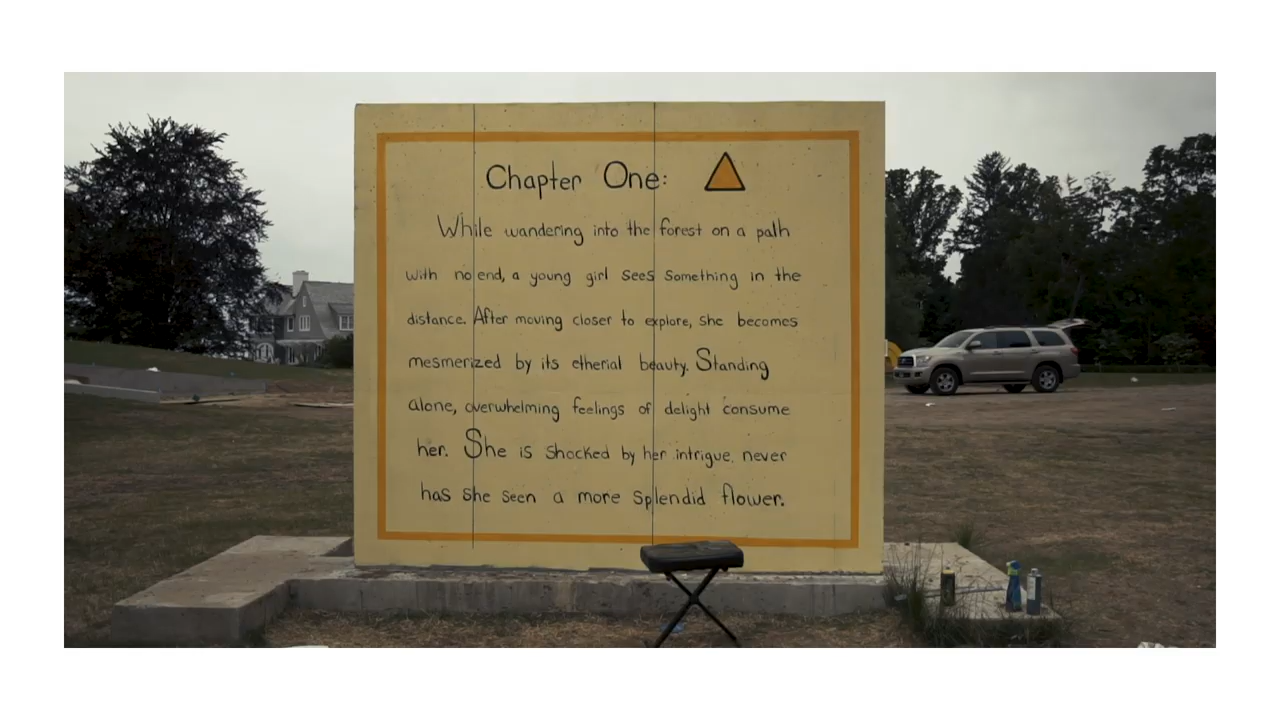 Chapter One:
While wandering into the forest on a path
with no end, a young girl sees something in the
distance. After moving closer to explore, she becomes
mesmerized by its etherial beauty. Standing
alone, overwhelming feelings of delight consume
her. She is shocked by her intrigue. never
has she seen a more splendid flower.